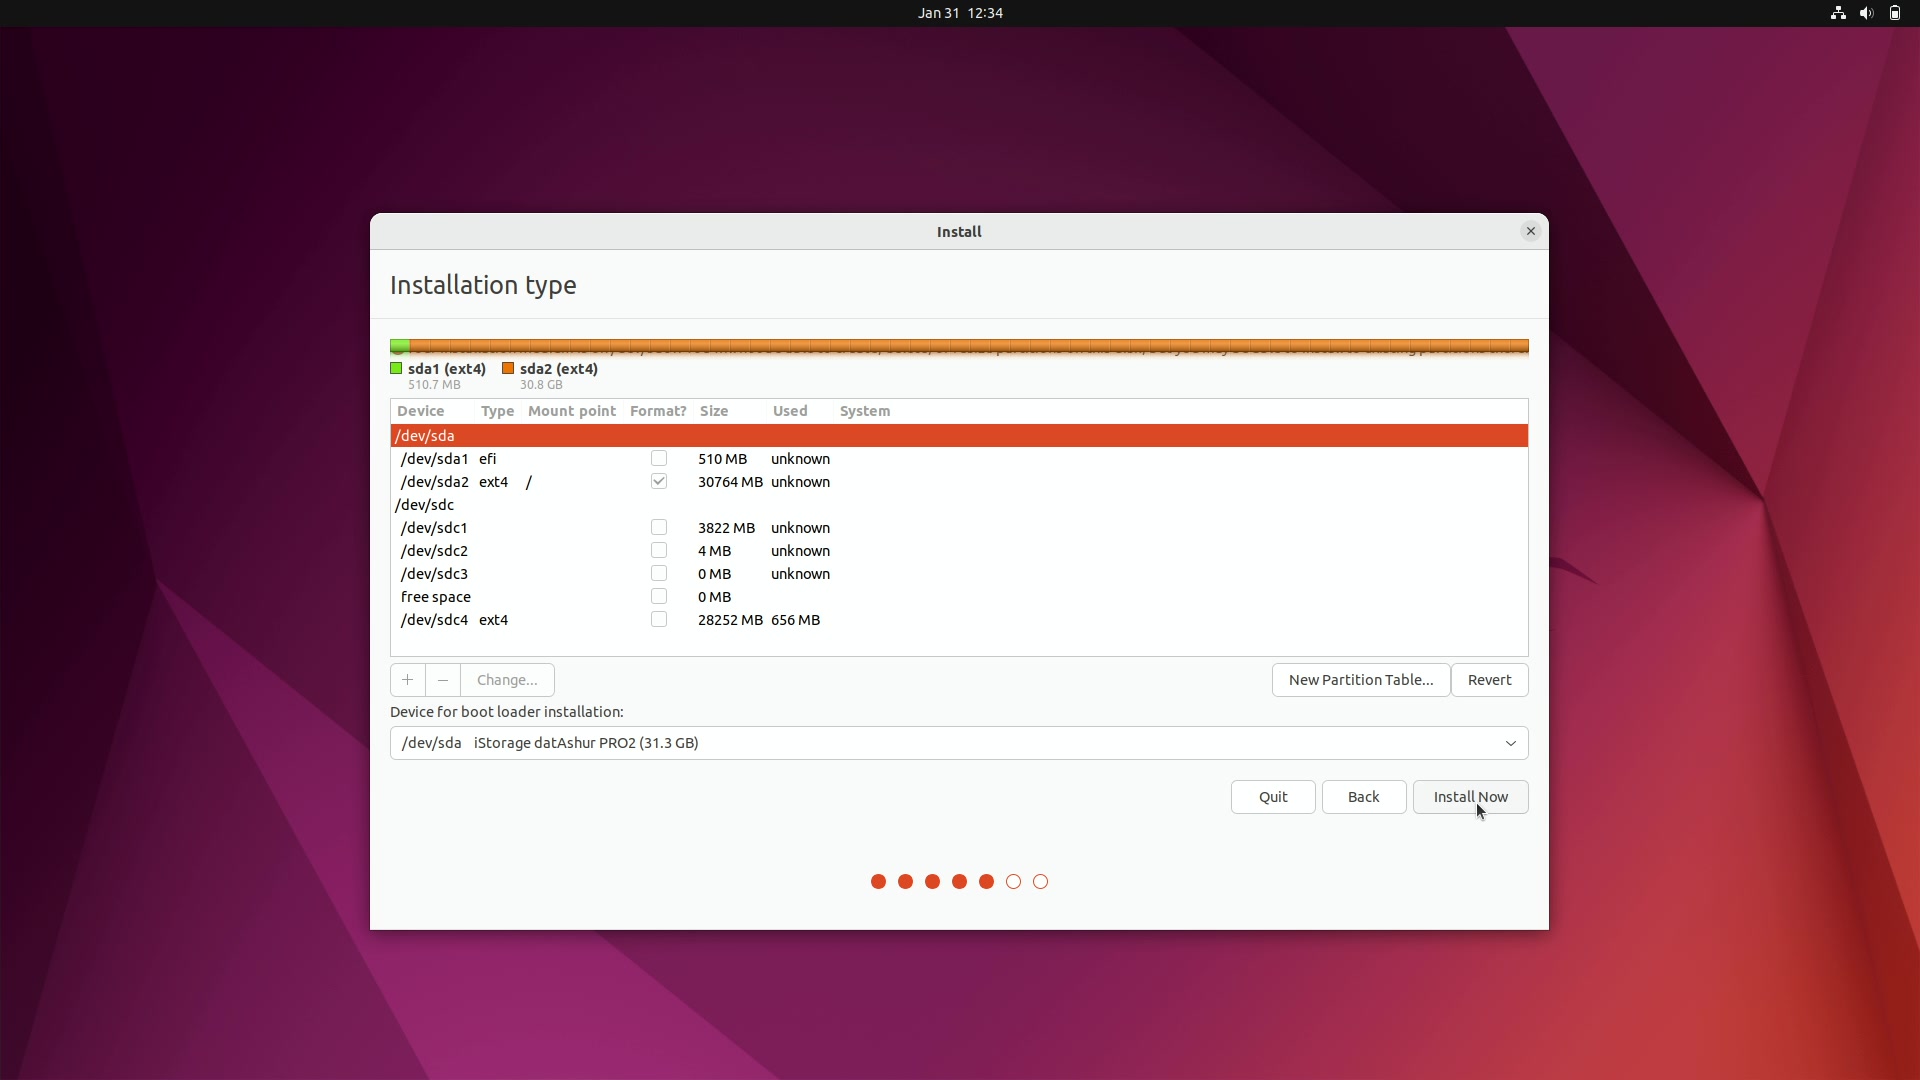 Jan 31 12:34
Install
Installation type
sda1 (ext4) sda2 (ext4)
510.7 MB 30.8 GB
Device Type Mount point Format? Size Used System
/dev/sda
/dev/sda1 efi 510 MB unknown
/dev/sda2 ext4 / 30764 MB unknown
/dev/sdc
/dev/sdc1 3822 MB unknown
/dev/sdc2 4 MB unknown
/dev/sdc3 0 MB unknown
free space 0 MB
/dev/sdc4 ext4 28252 MB 656 MB
+ − Change... New Partition Table... Revert
Device for boot loader installation:
/dev/sda iStorage datAshur PRO2 (31.3 GB)
Quit Back Install Now